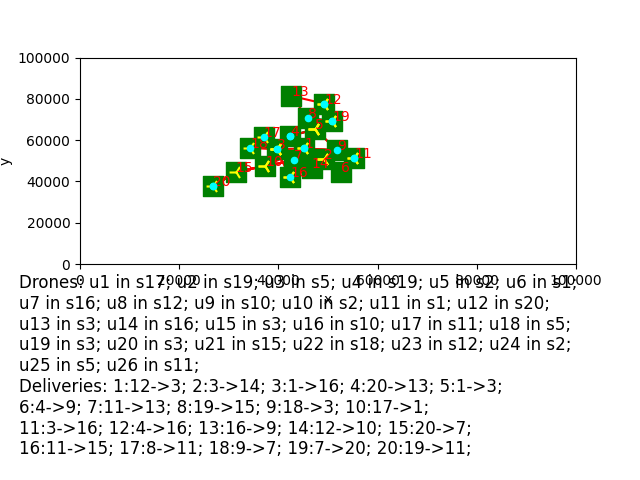 100000
80000
60000
40000
20000
0
y
13
0 20000 40000 60000 80000 100000
x
Drones: u1 in s17; u2 in s19; u3 in s5; u4 in s19; u5 in s2; u6 in s1;
u7 in s16; u8 in s12; u9 in s10; u10 in s2; u11 in s1; u12 in s20;
u13 in s3; u14 in s16; u15 in s3; u16 in s10; u17 in s11; u18 in s5;
u19 in s3; u20 in s3; u21 in s15; u22 in s18; u23 in s12; u24 in s2;
u25 in s5; u26 in s11;
Deliveries: 1:12->3; 2:3->14; 3:1->16; 4:20->13; 5:1->3;
6:4->9; 7:11->13; 8:19->15; 9:18->3; 10:17->1;
11:3->16; 12:4->16; 13:16->9; 14:12->10; 15:20->7;
16:11->15; 17:8->11; 18:9->7; 19:7->20; 20:19->11;